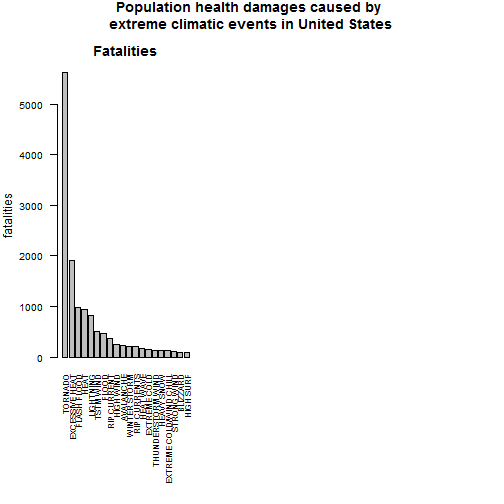 Population health damages caused by
extreme climatic events in United States
Fatalities
fatalities
5000
4000
3000
2000
1000
0
TORNADO
EXCESSIVE HEAT
FLASH FLOOD
HEAT
LIGHTNING
TSTM WIND
FLOOD
RIP CURRENT
HIGH WIND
AVALANCHE
WINTER STORM
RIP CURRENTS
HEAT WAVE
EXTREME COLD
THUNDERSTORM WIND
HEAVY SNOW
EXTREME COLD/WIND CHILL
STRONG WIND
BLIZZARD
HIGH SURF